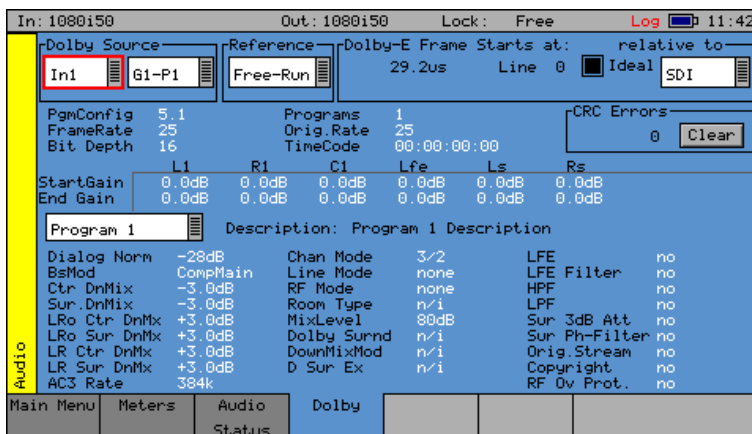 In: 1080i50 Out: 1080i50 Lock: Free Log 11:42
Dolby Source Reference Dolby-E Frame Starts at: relative to
In1 G1-P1 Free-Run 29.2us Line 0 Ideal SDI
PgmConfig 5.1 Programs 1 CRC Errors
FrameRate 25 Orig.Rate 25 0 Clear
Bit Depth 16 TimeCode 00:00:00:00
L1 R1 C1 Lfe Ls Rs
StartGain 0.0dB 0.0dB 0.0dB 0.0dB 0.0dB 0.0dB
End Gain 0.0dB 0.0dB 0.0dB 0.0dB 0.0dB 0.0dB
Program 1 Description: Program 1 Description
Dialog Norm -28dB Chan Mode 3/2 LFE no
BsMod CompMain Line Mode none LFE Filter no
Ctr DnMix -3.0dB RF Mode none HPF no
Sur.DnMix -3.0dB Room Type n/i LPF no
LRo Ctr DnMx +3.0dB MixLevel 80dB Sur 3dB Att no
LRo Sur DnMx +3.0dB Dolby Surnd n/i Sur Ph-Filter no
LR Ctr DnMx +3.0dB DownMixMod n/i Orig.Stream no
LR Sur DnMx +3.0dB D Sur Ex n/i Copyright no
AC3 Rate 384k RF Ov Prot. no
Audio
Main Menu Meters Audio Status Dolby